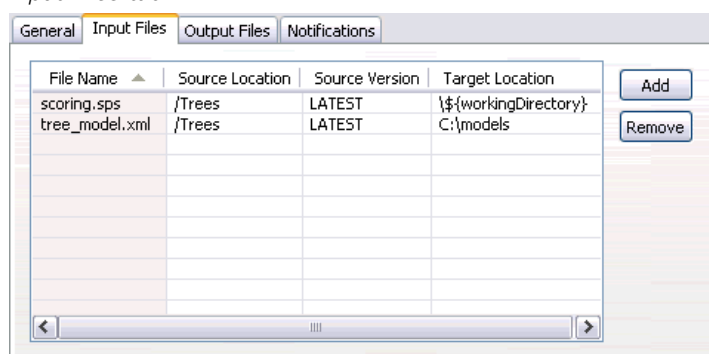 General Input Files Output Files Notifications
File Name Source Location Source Version Target Location
Add
scoring.sps /Trees LATEST \${workingDirectory}
tree_model.xml /Trees LATEST C:\models
Remove